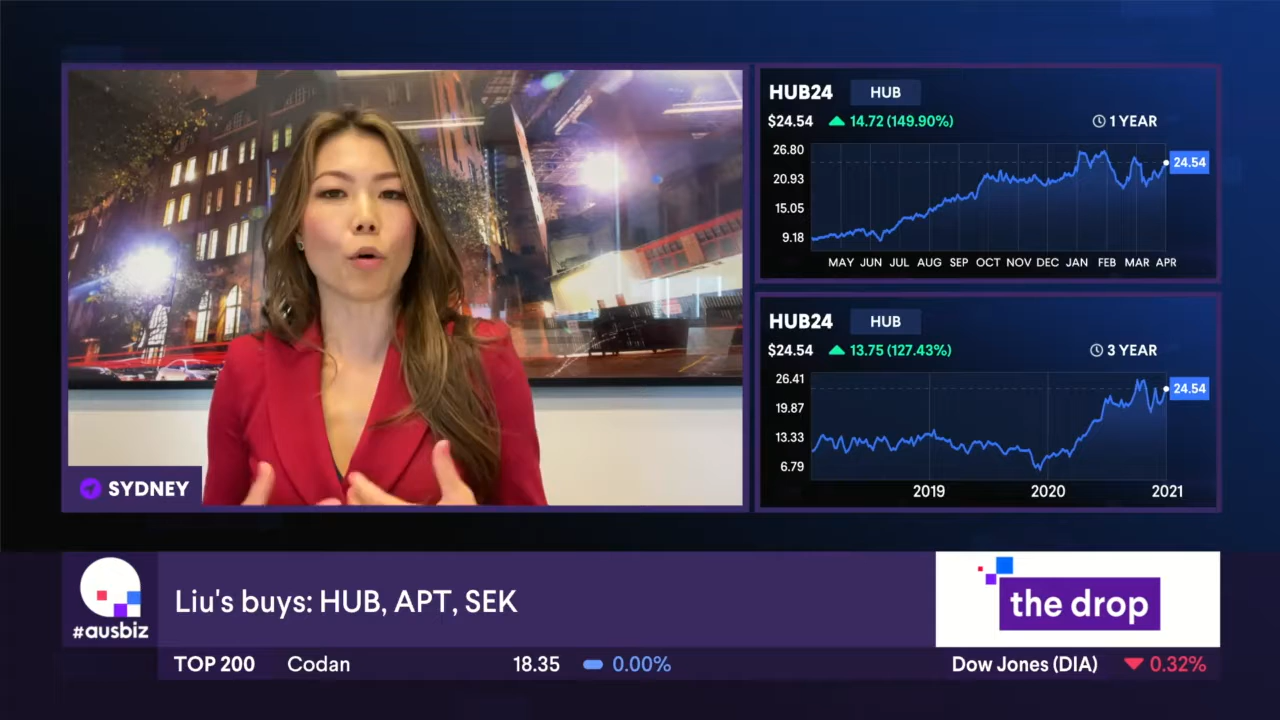 HUB24 HUB
$24.54 14.72 (149.90%) 1 YEAR
26.80
20.93
15.05
9.18
24.54
MAY JUN JUL AUG SEP OCT NOV DEC JAN FEB MAR APR
HUB24 HUB
$24.54 13.75 (127.43%) 3 YEAR
26.41
19.87
13.33
6.79
24.54
2019 2020 2021
SYDNEY
#ausbiz
Liu's buys: HUB, APT, SEK
the drop
TOP 200 Codan 18.35 0.00% Dow Jones (DIA) 0.32%